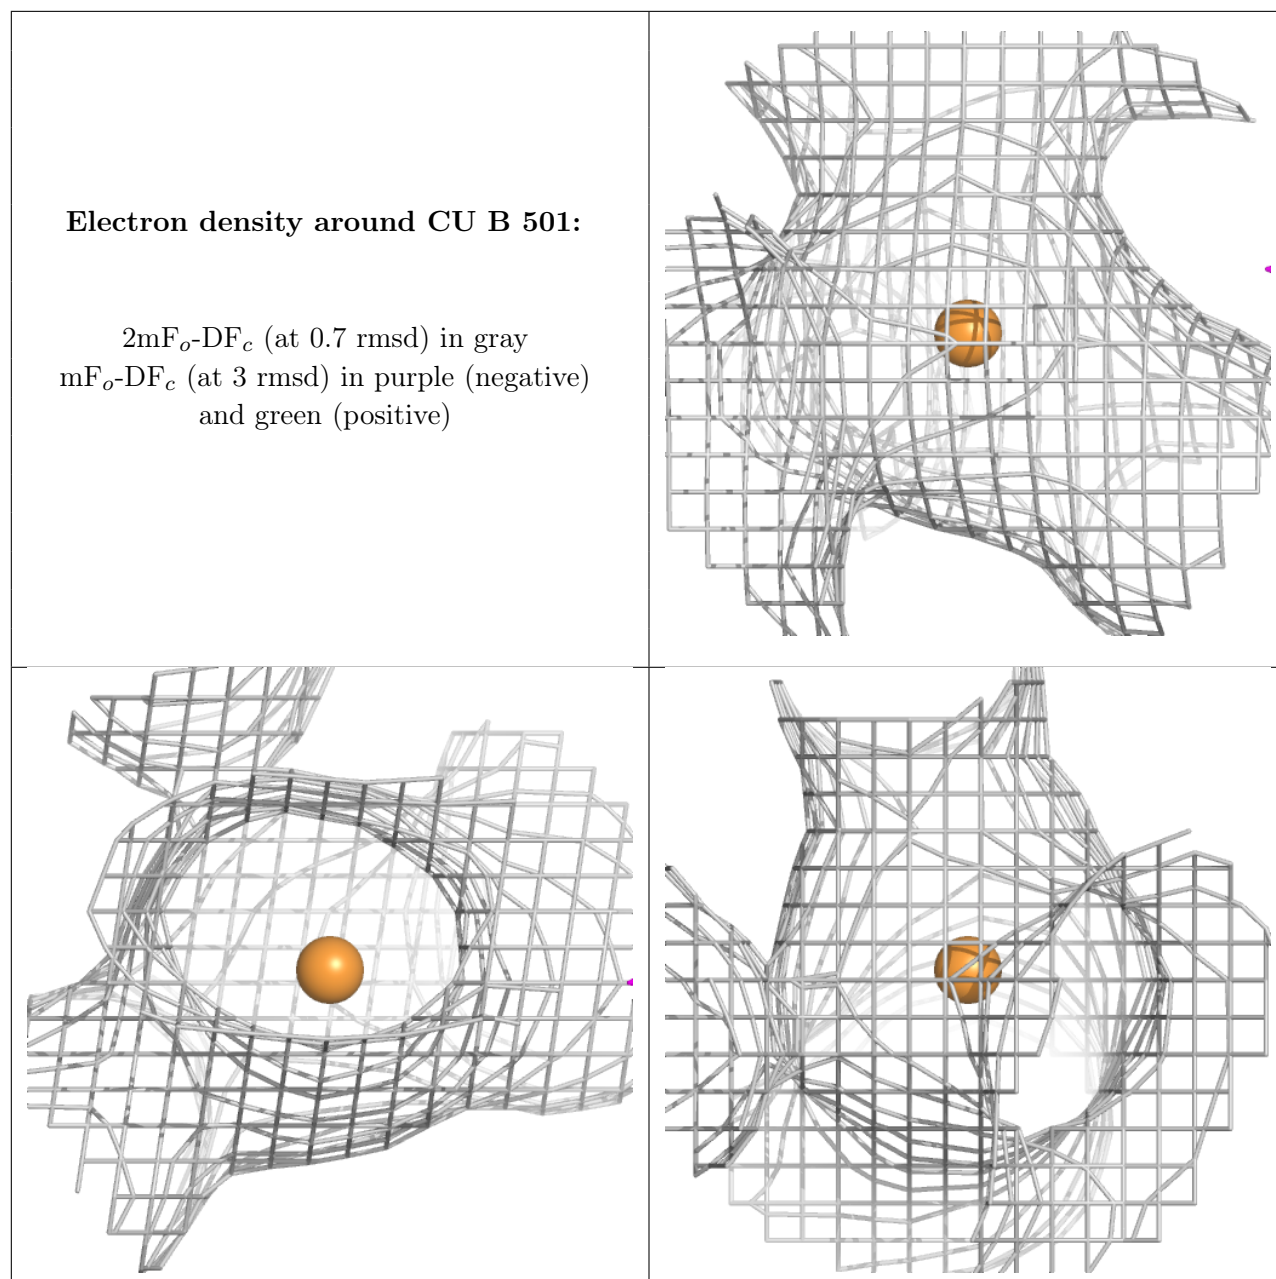 Electron density around CU B 501:
2mFo-DFc (at 0.7 rmsd) in gray
mFo-DFc (at 3 rmsd) in purple (negative)
and green (positive)